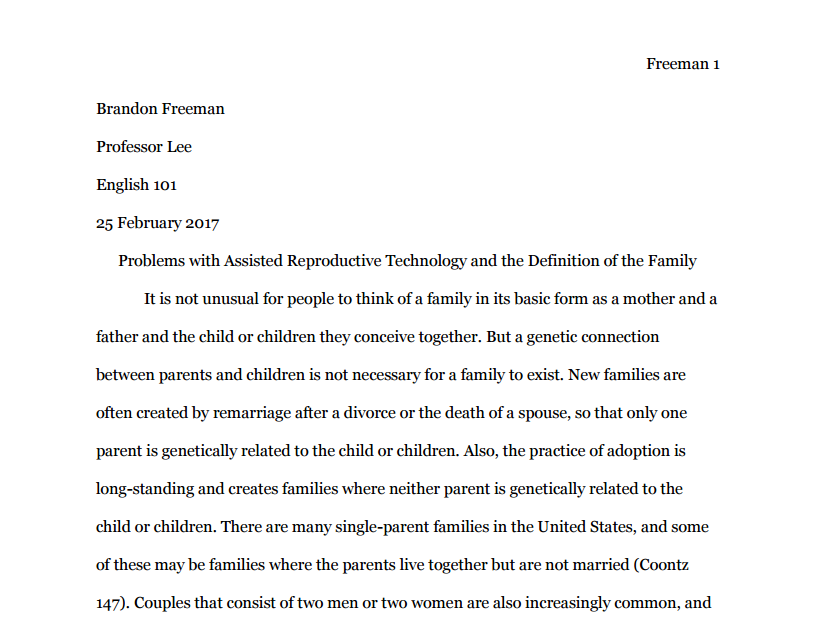 Freeman 1
Brandon Freeman
Professor Lee
English 101
25 February 2017
Problems with Assisted Reproductive Technology and the Definition of the Family
It is not unusual for people to think of a family in its basic form as a mother and a
father and the child or children they conceive together. But a genetic connection
between parents and children is not necessary for a family to exist. New families are
often created by remarriage after a divorce or the death of a spouse, so that only one
parent is genetically related to the child or children. Also, the practice of adoption is
long-standing and creates families where neither parent is genetically related to the
child or children. There are many single-parent families in the United States, and some
of these may be families where the parents live together but are not married (Coontz
147). Couples that consist of two men or two women are also increasingly common, and